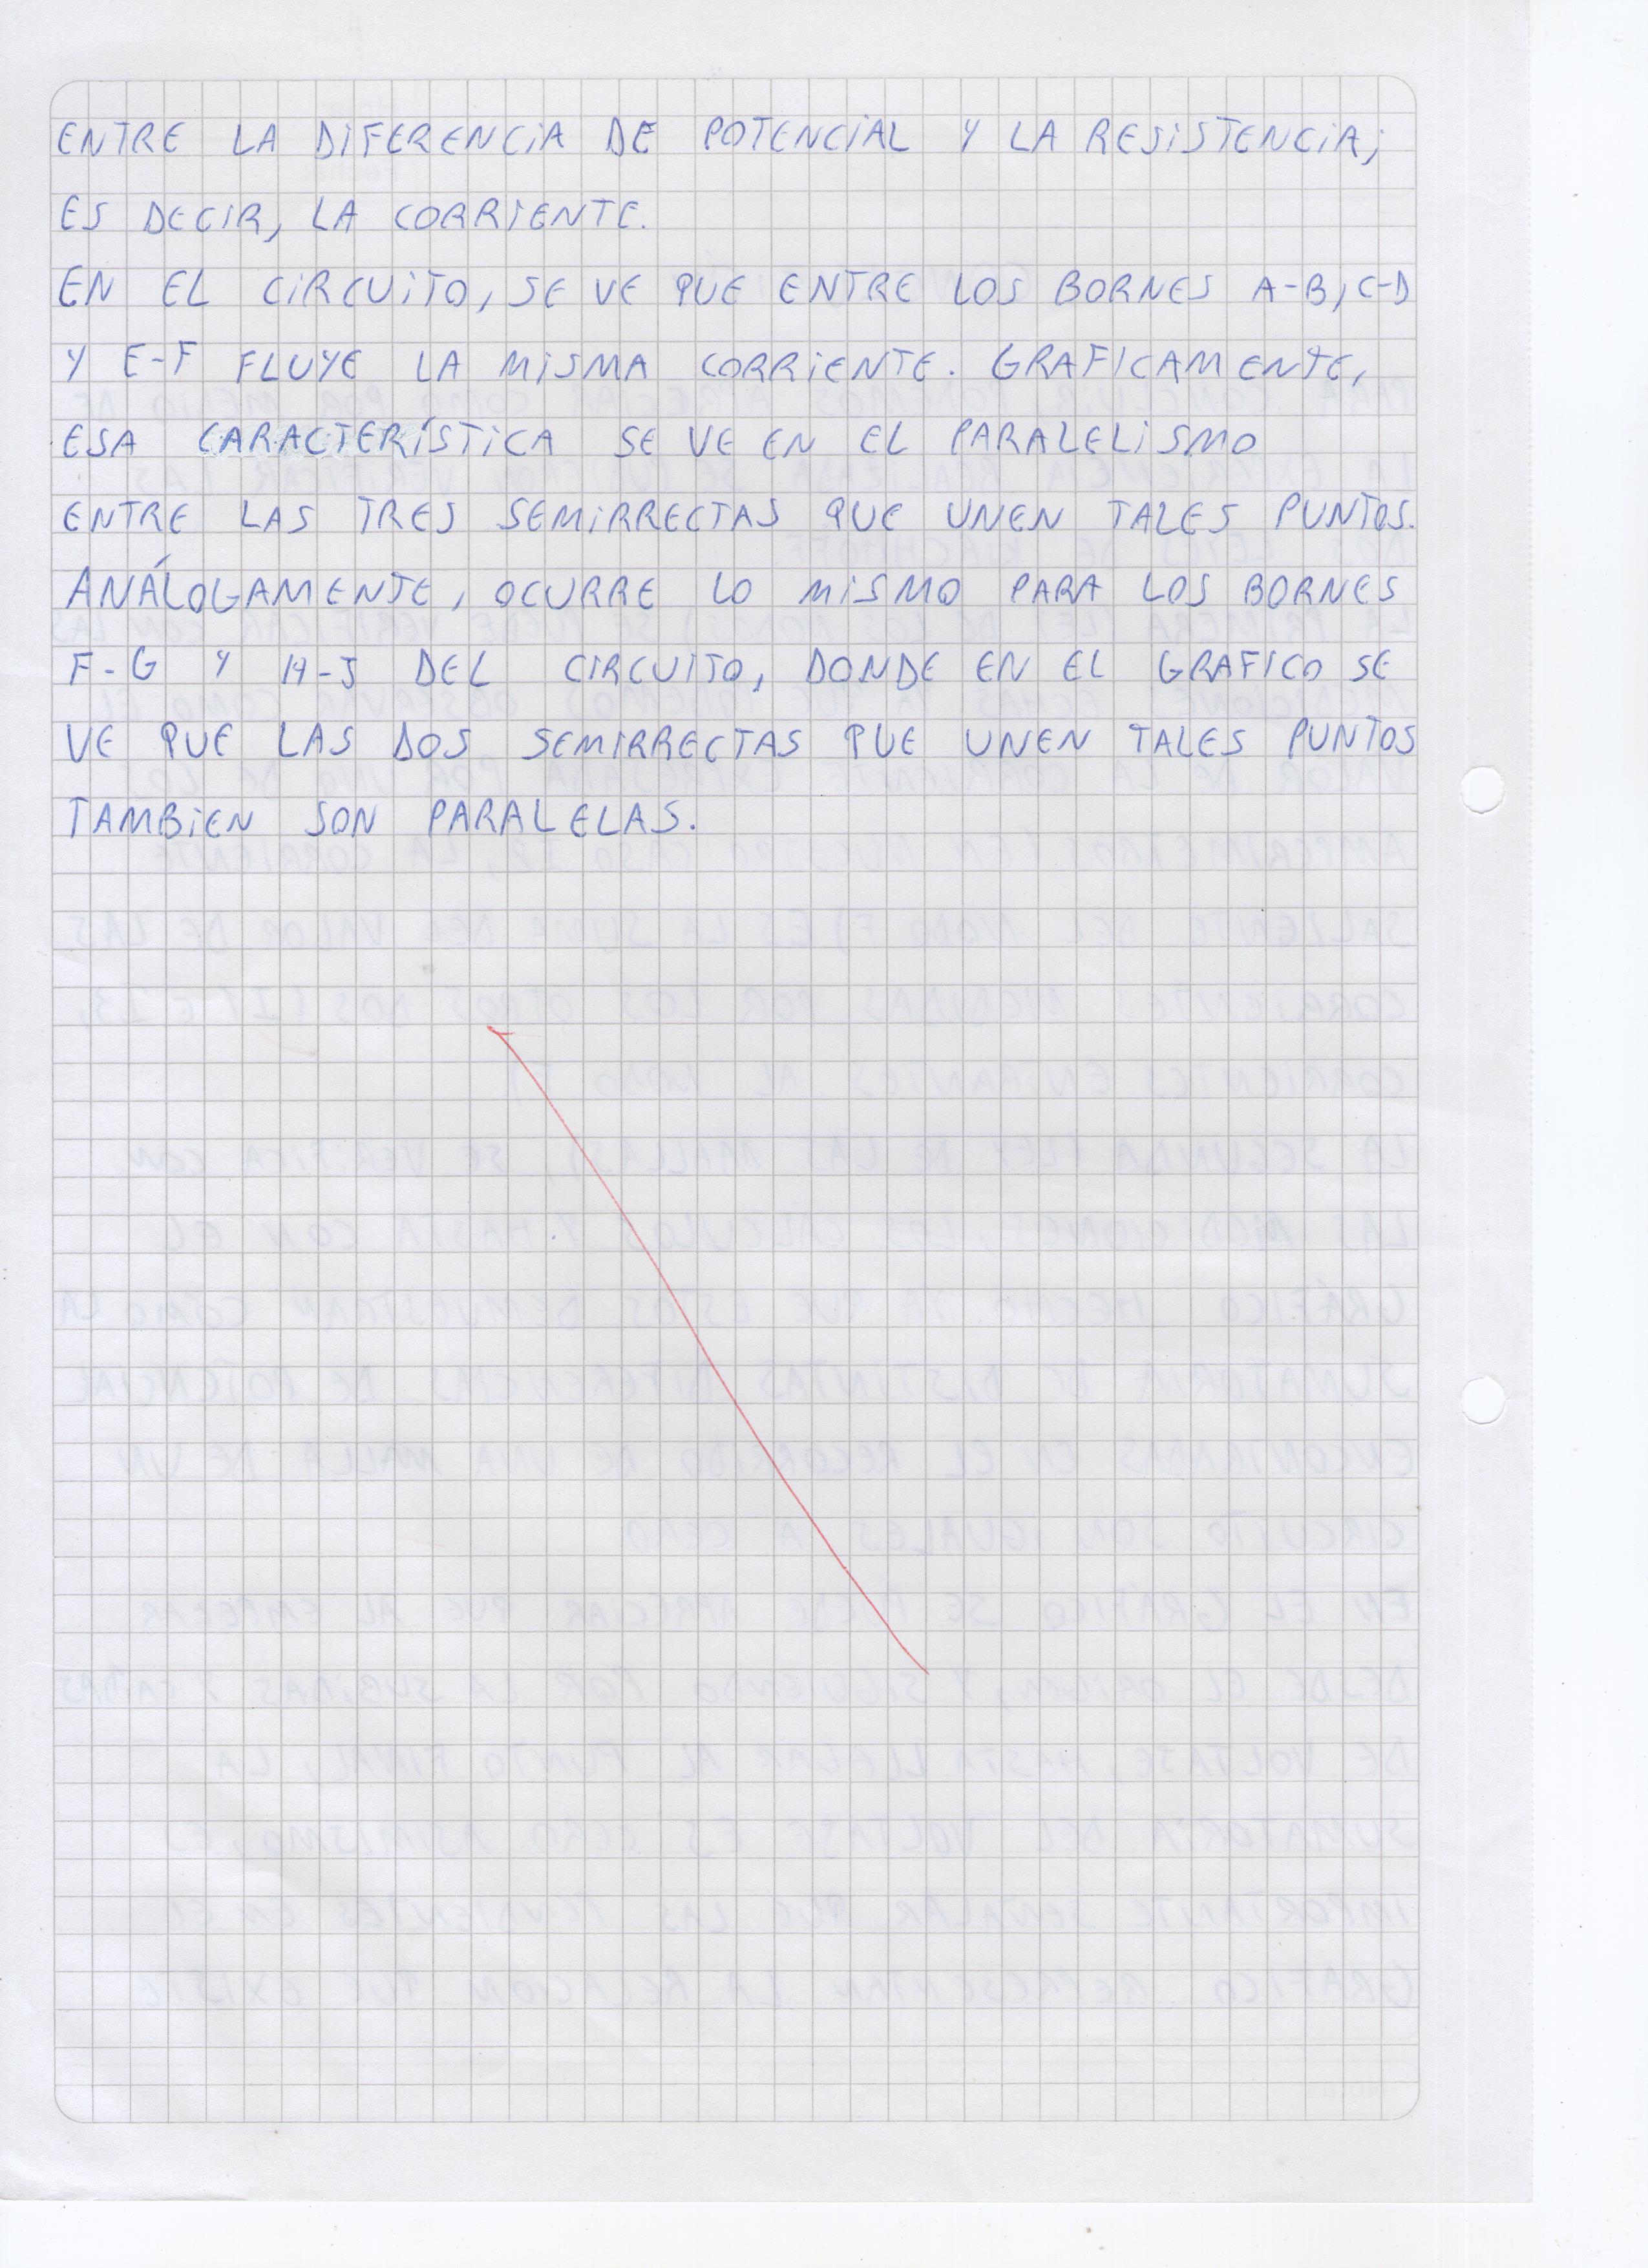 ENTRE LA DIFERENCIA DE POTENCIAL Y LA RESISTENCIA;
ES DECIR, LA CORRIENTE.
EN EL CIRCUITO, SE VE QUE ENTRE LOS BORNES A-B, C-D
Y E-F FLUYE LA MISMA CORRIENTE. GRAFICAMENTE,
ESA CARACTERÍSTICA SE VE EN EL PARALELISMO
ENTRE LAS TRES SEMIRRECTAS QUE UNEN TALES PUNTOS.
ANÁLOGAMENTE, OCURRE LO MISMO PARA LOS BORNES
F-G Y H-J DEL CIRCUITO, DONDE EN EL GRAFICO SE
VE QUE LAS DOS SEMIRRECTAS QUE UNEN TALES PUNTOS
TAMBIEN SON PARALELAS.